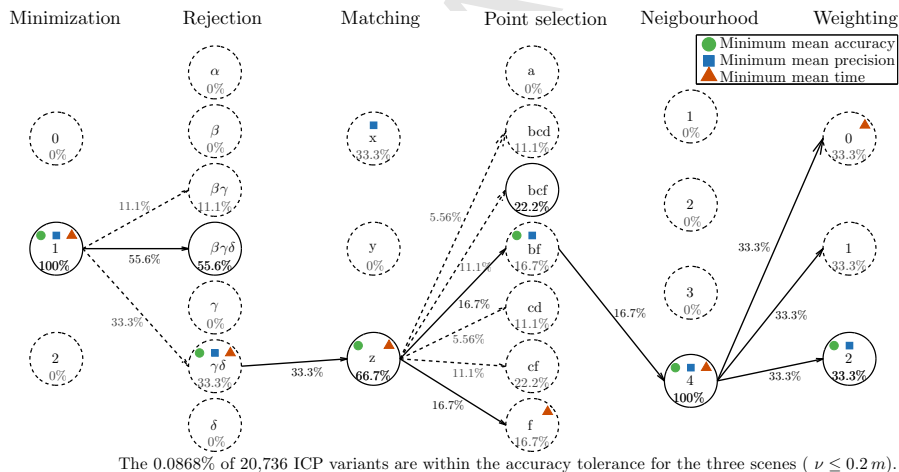 Minimization Rejection Matching Point selection Neigbourhood Weighting
Minimum mean accuracy
Minimum mean precision
Minimum mean time
0
0%
1
100%
2
0%
11.1%
55.6%
33.3%
α
0%
β
0%
βγ
11.1%
βγδ
55.6%
γ
0%
γδ
33.3%
δ
0%
33.3%
x
33.3%
y
0%
z
66.7%
5.56%
11.1%
16.7%
5.56%
11.1%
16.7%
a
0%
bcd
11.1%
bcf
22.2%
bf
16.7%
cd
11.1%
cf
22.2%
f
16.7%
16.7%
1
0%
2
0%
3
0%
4
100%
33.3%
33.3%
33.3%
0
33.3%
1
33.3%
2
33.3%
The 0.0868% of 20,736 ICP variants are within the accuracy tolerance for the three scenes ( ν ≤ 0.2 m).